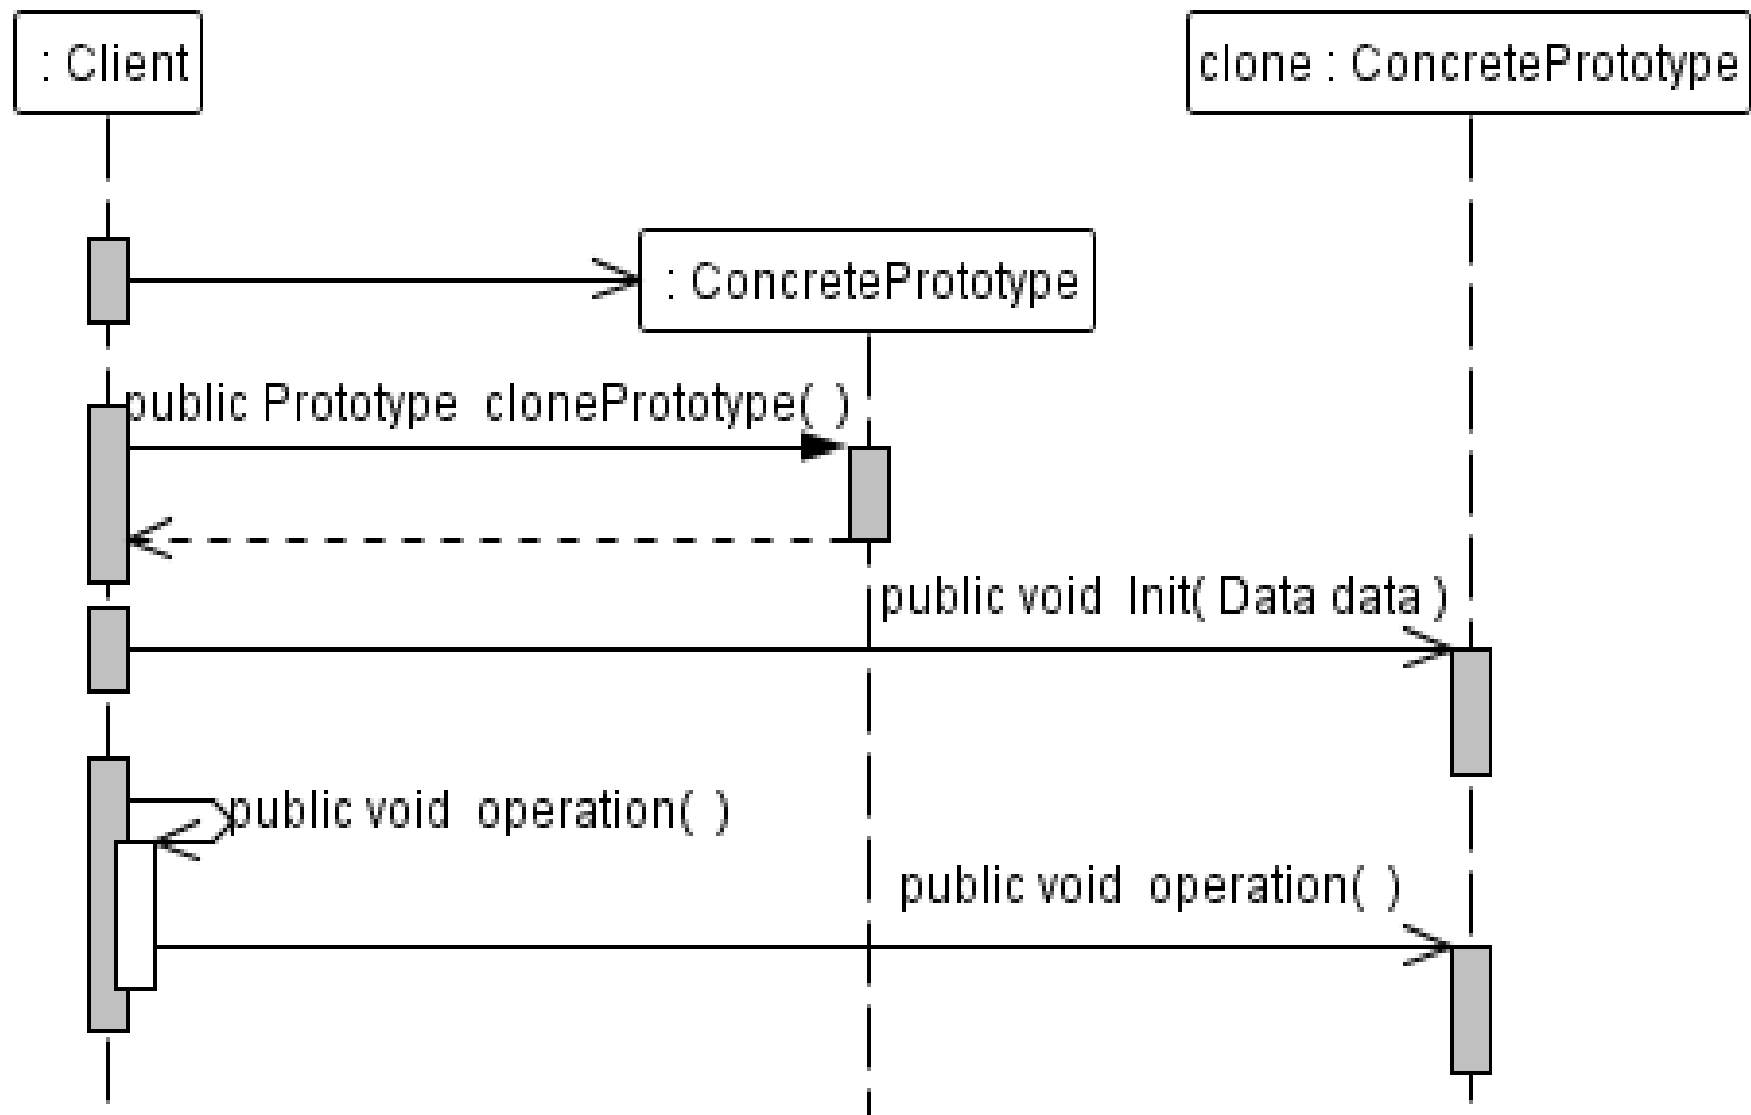 : Client
clone : ConcretePrototype
: ConcretePrototype
public Prototype clonePrototype( )
public void Init( Data data )
public void operation( )
public void operation( )